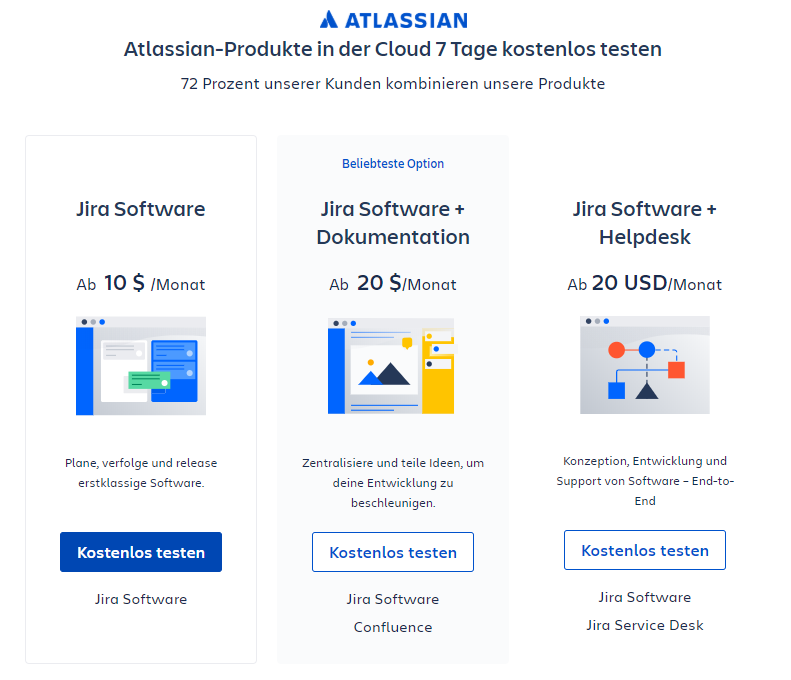 ATLASSIAN
Atlassian-Produkte in der Cloud 7 Tage kostenlos testen
72 Prozent unserer Kunden kombinieren unsere Produkte
Jira Software
Ab 10 $ /Monat
Plane, verfolge und release
erstklassige Software.
Kostenlos testen
Jira Software
Beliebteste Option
Jira Software +
Dokumentation
Ab 20 $/Monat
Zentralisiere und teile Ideen, um
deine Entwicklung zu
beschleunigen.
Kostenlos testen
Jira Software
Confluence
Jira Software +
Helpdesk
Ab 20 USD/Monat
Konzeption, Entwicklung und
Support von Software – End-to-
End
Kostenlos testen
Jira Software
Jira Service Desk